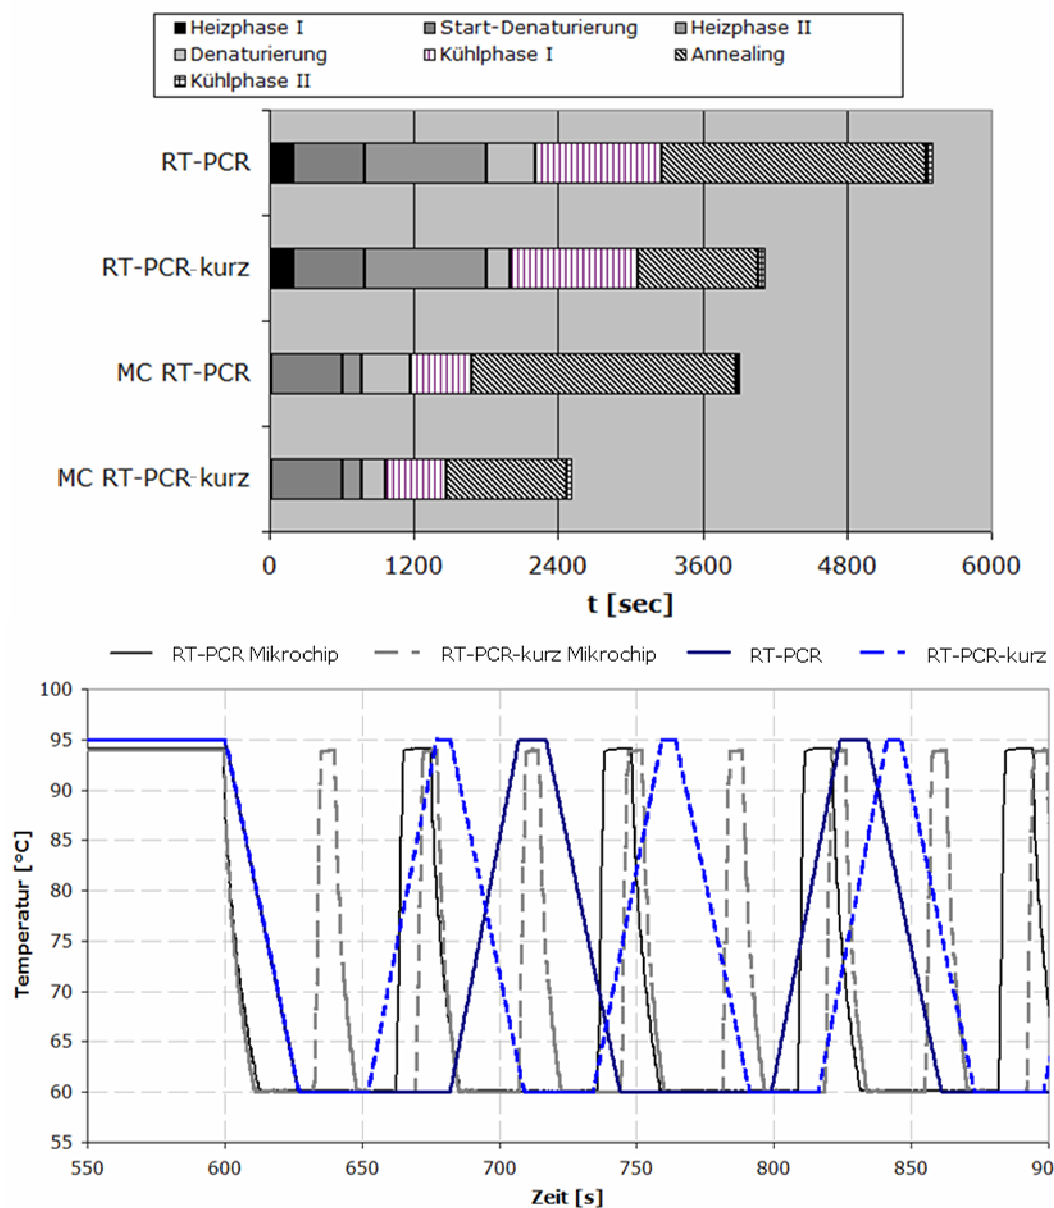 Heizphase I Start-Denaturierung Heizphase II
Denaturierung Kühlphase I Annealing
Kühlphase II
RT-PCR
RT-PCR-kurz
MC RT-PCR
MC RT-PCR-kurz
0 1200 2400 3600 4800 6000
t [sec]
RT-PCR Mikrochip RT-PCR-kurz Mikrochip RT-PCR RT-PCR-kurz
100
95
90
85
80
75
70
65
60
55
Temperatur [°C]
550 600 650 700 750 800 850 90
Zeit [s]